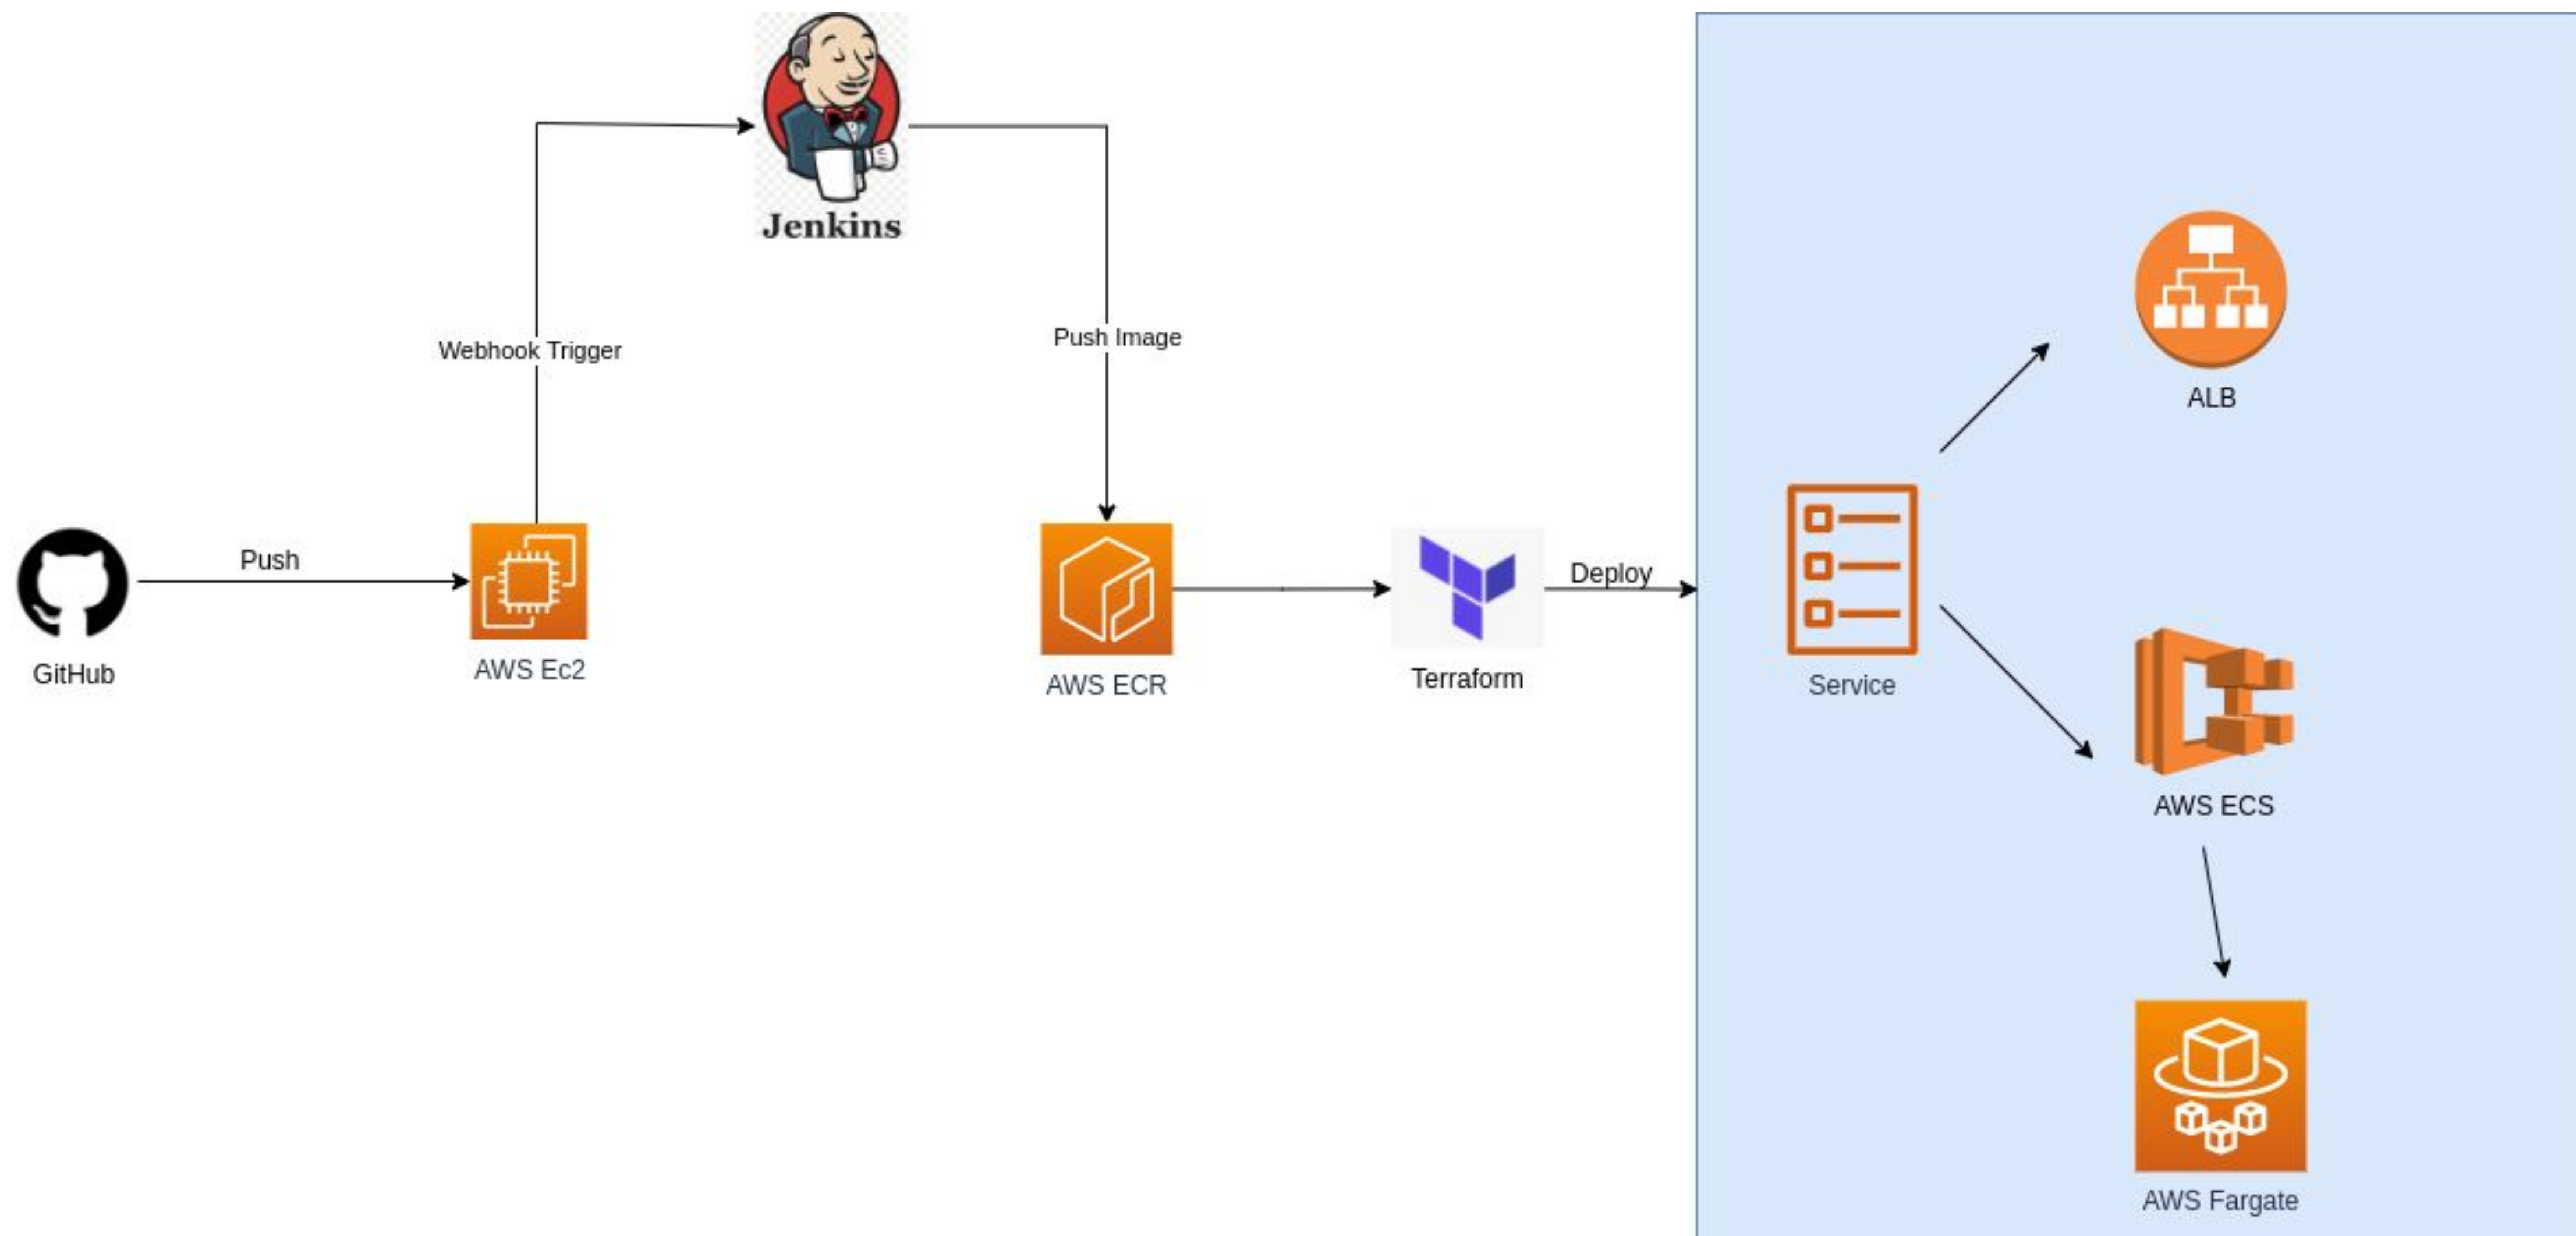 Jenkins
Webhook Trigger
Push Image
ALB
Push
Deploy
GitHub
AWS Ec2
AWS ECR
Terraform
Service
AWS ECS
AWS Fargate